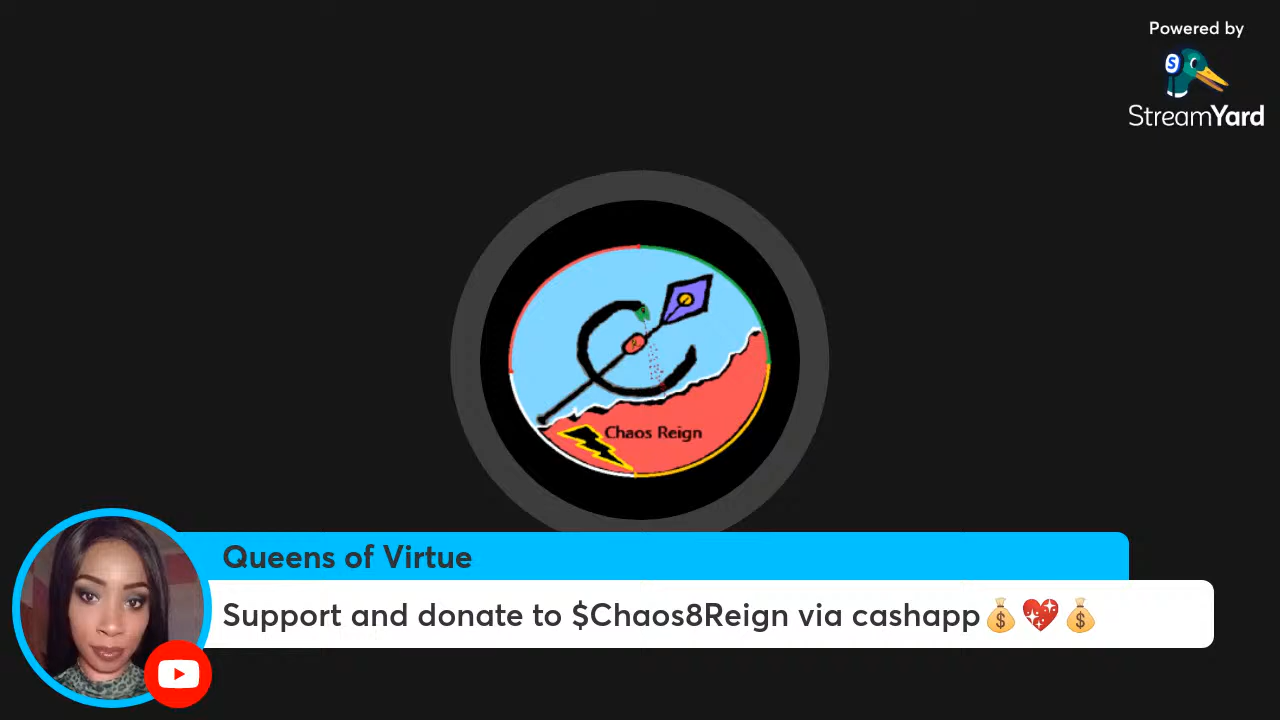 Powered by
S
StreamYard
Chaos Reign
Queens of Virtue
Support and donate to $Chaos8Reign via cashapp💰💖💰